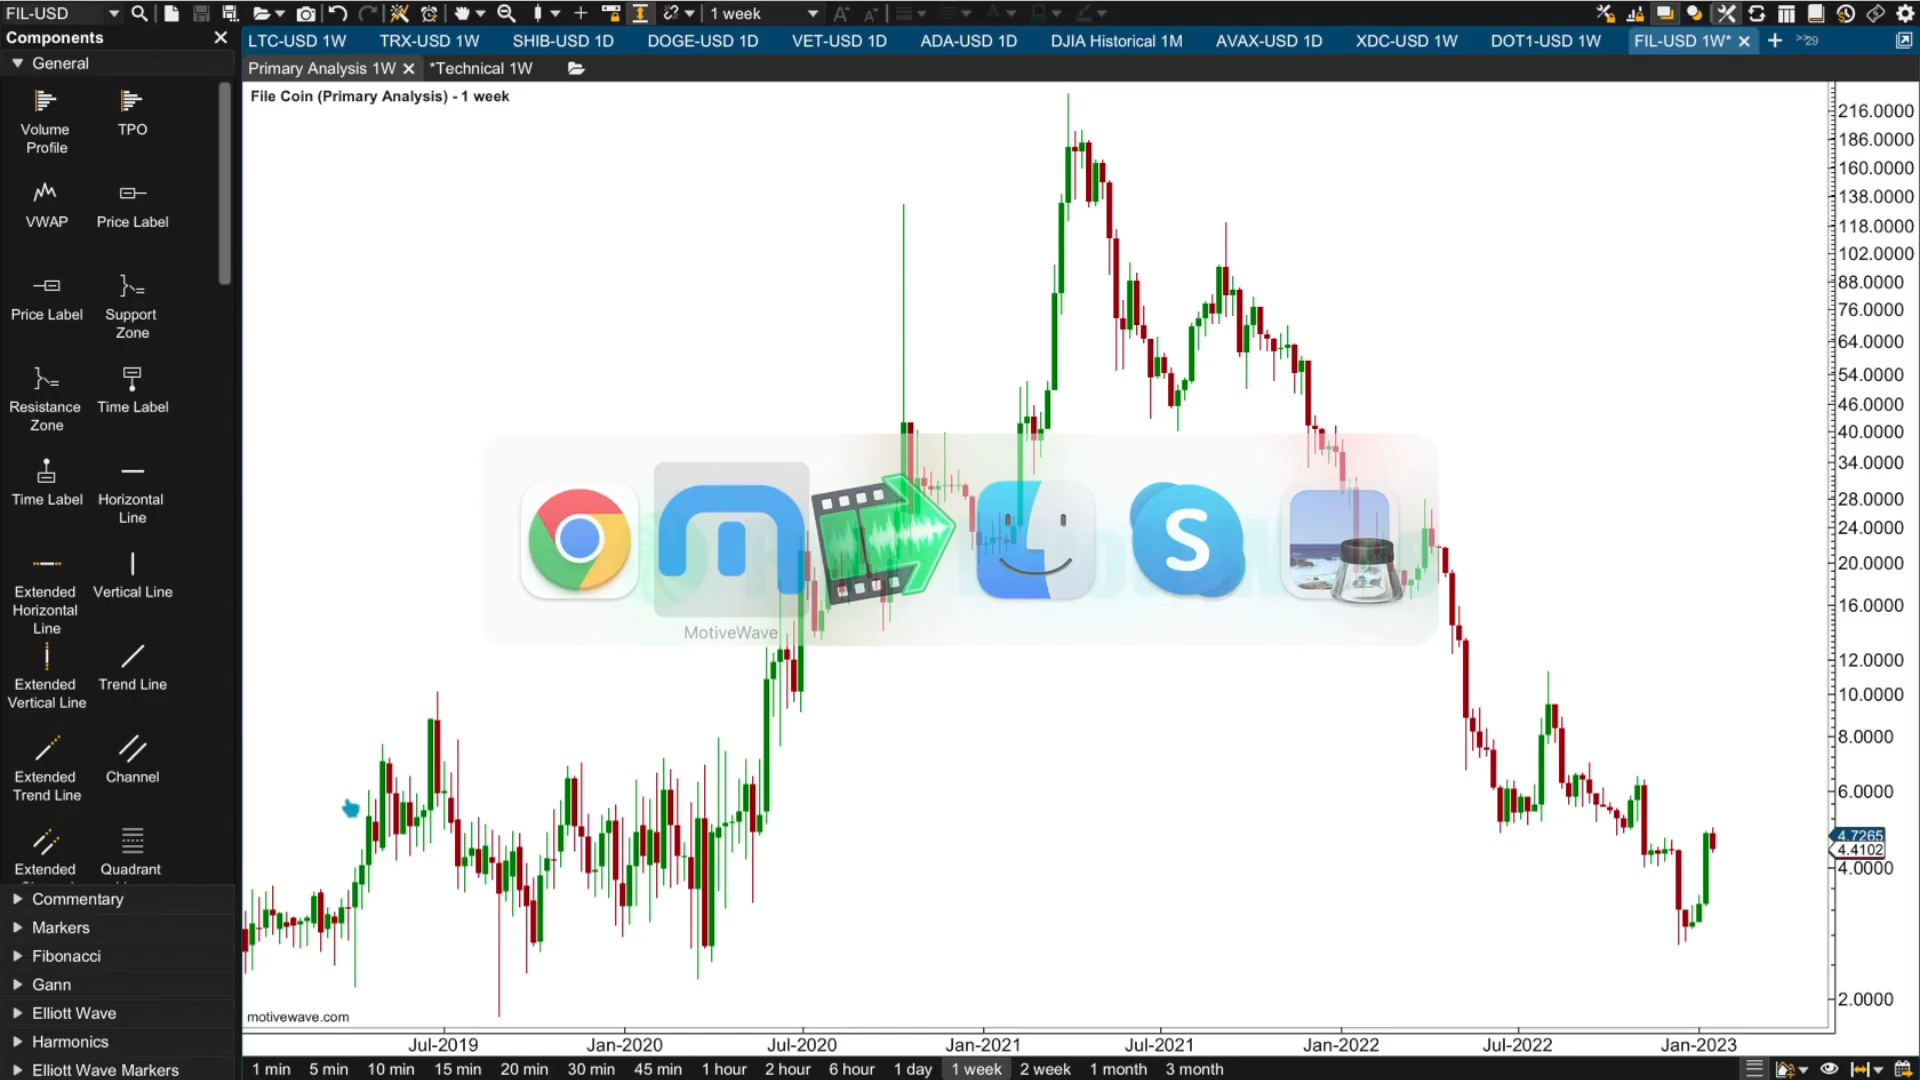 FIL-USD
1 week
Components
LTC-USD 1W
TRX-USD 1W
SHIB-USD 1D
DOGE-USD 1D
VET-USD 1D
ADA-USD 1D
DJIA Historical 1M
AVAX-USD 1D
XDC-USD 1W
DOT1-USD 1W
FIL-USD 1W*
>>29
General
Primary Analysis 1W
*Technical 1W
File Coin (Primary Analysis) - 1 week
Volume Profile
TPO
VWAP
Price Label
Price Label
Support Zone
Resistance Zone
Time Label
Time Label
Horizontal Line
Extended Horizontal Line
Vertical Line
Extended Vertical Line
Trend Line
Extended Trend Line
Channel
Extended
Quadrant
Commentary
Markers
Fibonacci
Gann
Elliott Wave
Harmonics
Elliott Wave Markers
S
MotiveWave
216.0000
186.0000
160.0000
138.0000
118.0000
102.0000
88.0000
76.0000
64.0000
54.0000
46.0000
40.0000
34.0000
28.0000
24.0000
20.0000
16.0000
12.0000
10.0000
8.0000
6.0000
4.7265
4.4102
4.0000
2.0000
motivewave.com
Jul-2019
Jan-2020
Jul-2020
Jan-2021
Jul-2021
Jan-2022
Jul-2022
Jan-2023
1 min
5 min
10 min
15 min
20 min
30 min
45 min
1 hour
2 hour
6 hour
1 day
1 week
2 week
1 month
3 month